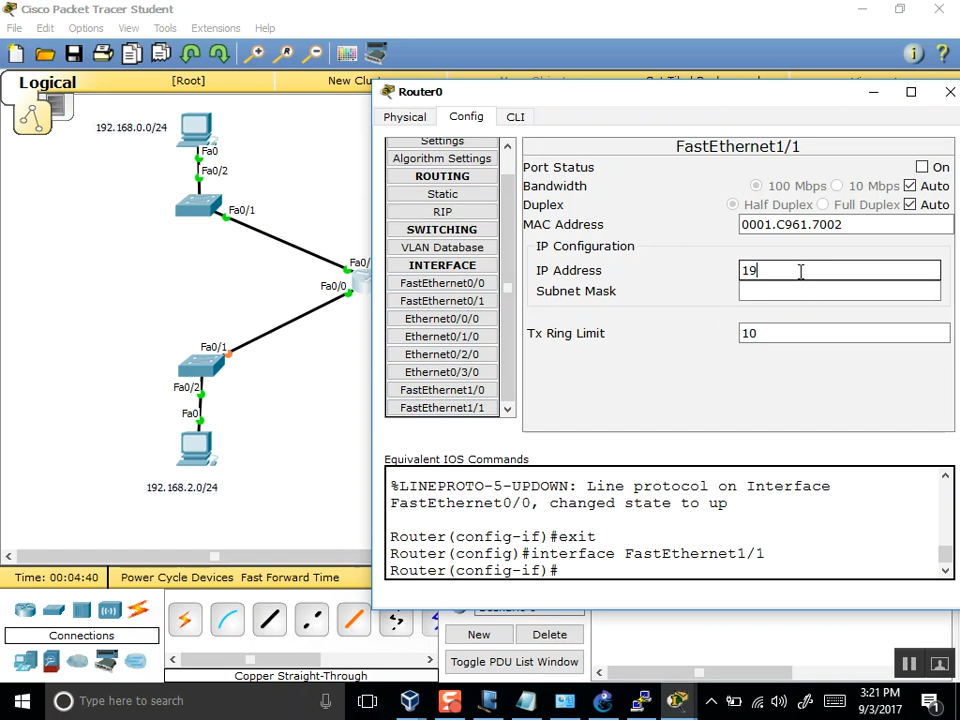 Cisco Packet Tracer Student
File Edit Options View Tools Extensions Help
Logical [Root] New Clu
192.168.0.0/24
Fa0
Fa0/2
Fa0/1
Fa0/
Fa0/0
Fa0/1
Fa0/2
Fa0
192.168.2.0/24
Router0
Physical Config CLI
Settings
Algorithm Settings
ROUTING
Static
RIP
SWITCHING
VLAN Database
INTERFACE
FastEthernet0/0
FastEthernet0/1
Ethernet0/0/0
Ethernet0/1/0
Ethernet0/2/0
Ethernet0/3/0
FastEthernet1/0
FastEthernet1/1
FastEthernet1/1
Port Status On
Bandwidth 100 Mbps 10 Mbps Auto
Duplex Half Duplex Full Duplex Auto
MAC Address 0001.C961.7002
IP Configuration
IP Address 19
Subnet Mask
Tx Ring Limit 10
Equivalent IOS Commands
%LINEPROTO-5-UPDOWN: Line protocol on Interface
FastEthernet0/0, changed state to up
Router(config-if)#exit
Router(config)#interface FastEthernet1/1
Router(config-if)#
Time: 00:04:40 Power Cycle Devices Fast Forward Time
Connections
Copper Straight-Through
New Delete
Toggle PDU List Window
Type here to search
3:21 PM
9/3/2017
1